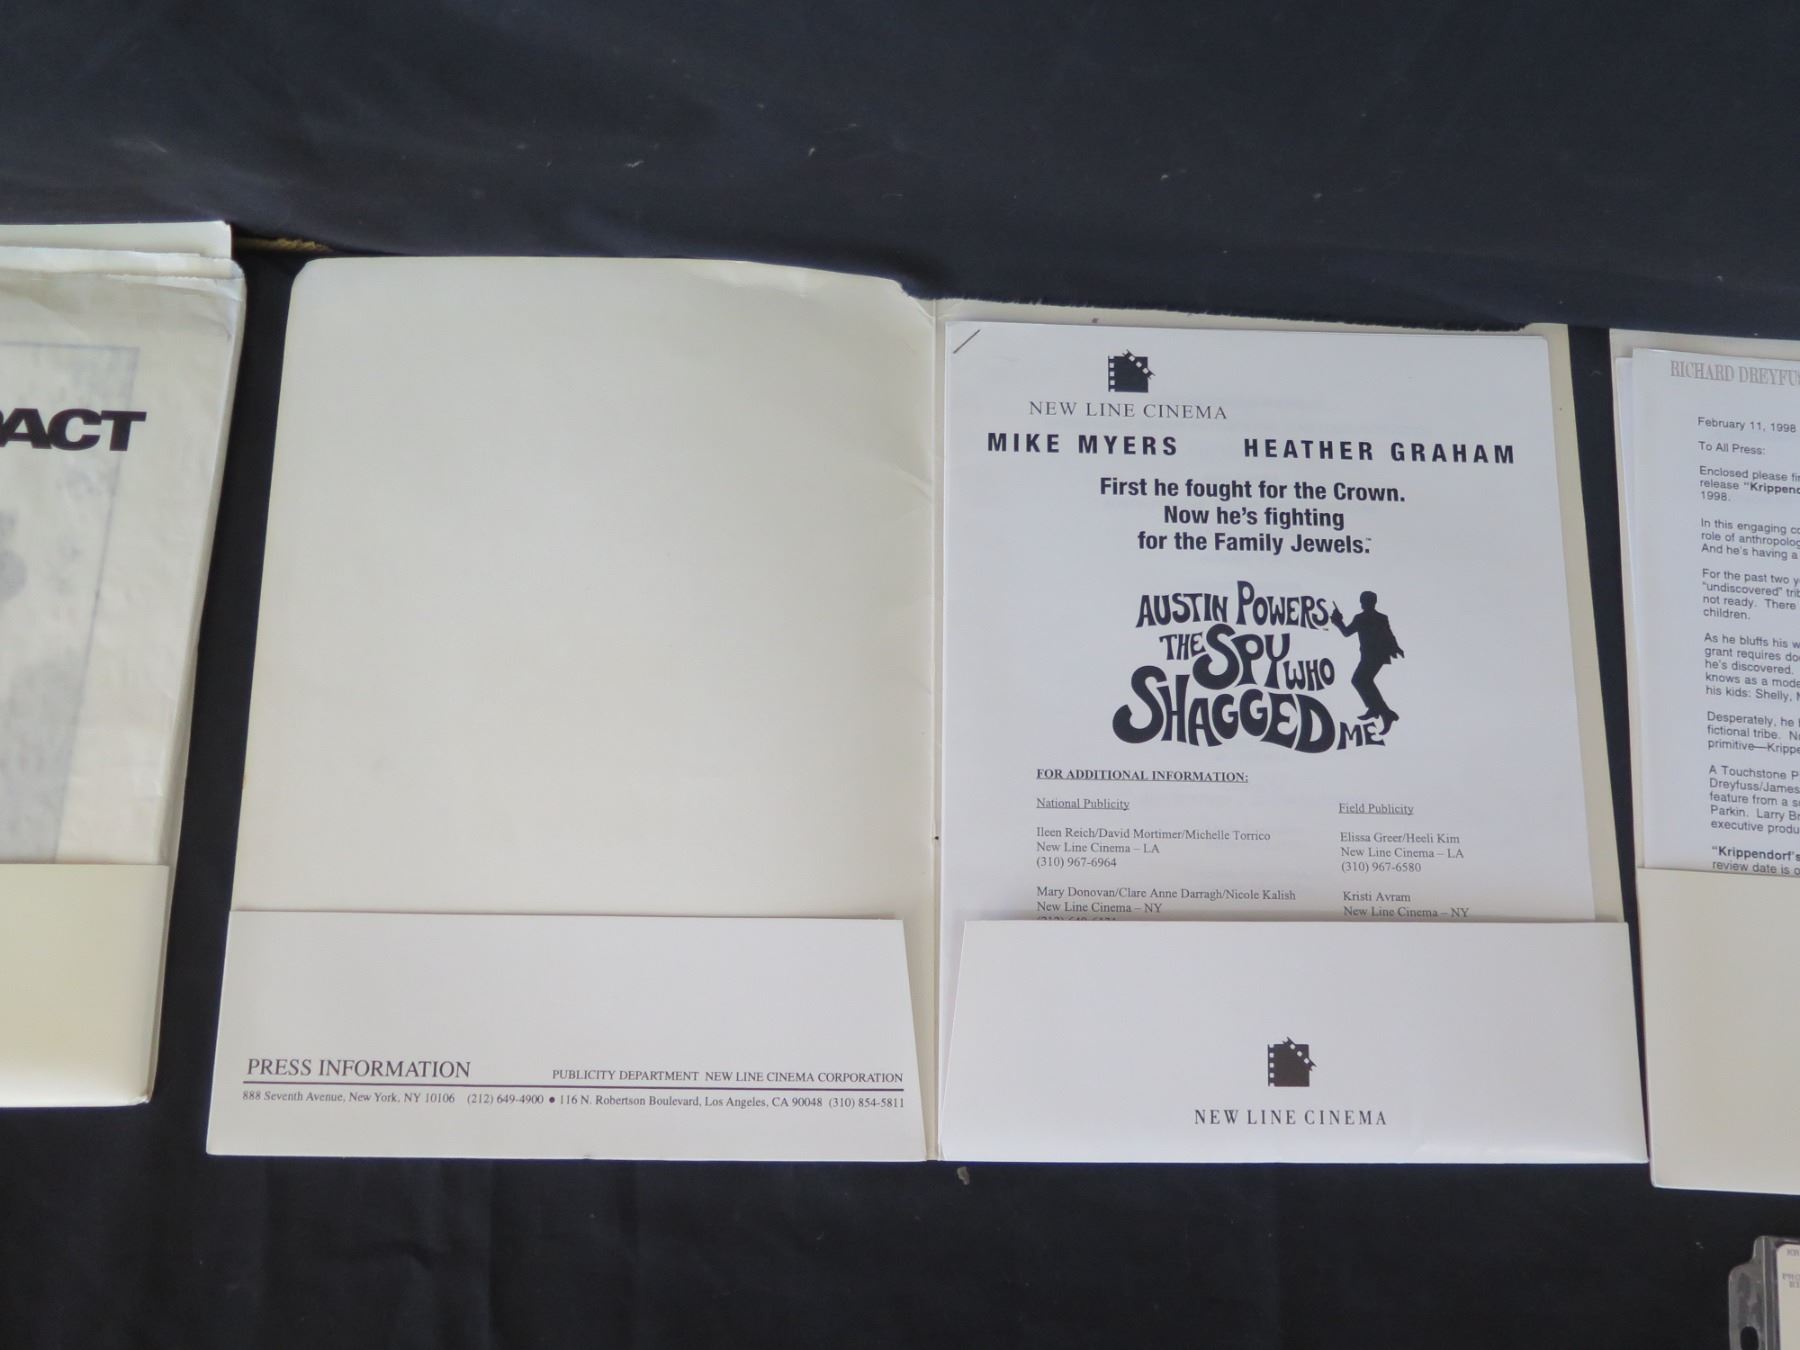 PACT
NEW LINE CINEMA
MIKE MYERS HEATHER GRAHAM
First he fought for the Crown.
Now he's fighting
for the Family Jewels.™
AUSTIN POWERS™
THE SPY WHO
SHAGGED ME
FOR ADDITIONAL INFORMATION:
National Publicity
Ileen Reich/David Mortimer/Michelle Torrico
New Line Cinema – LA
(310) 967-6964
Mary Donovan/Clare Anne Darragh/Nicole Kalish
New Line Cinema – NY
Field Publicity
Elissa Greer/Heeli Kim
New Line Cinema – LA
(310) 967-6580
Kristi Avram
New Line Cinema – NY
PRESS INFORMATION PUBLICITY DEPARTMENT NEW LINE CINEMA CORPORATION
888 Seventh Avenue, New York, NY 10106 (212) 649-4900 ● 116 N. Robertson Boulevard, Los Angeles, CA 90048 (310) 854-5811
NEW LINE CINEMA
RICHARD DREYFU
February 11, 1998
To All Press:
Enclosed please
release "Krippen
1998.
In this engaging
role of anthropolog
And he's having a
For the past two
"undiscovered"
not ready. There
children.
As he bluffs his
grant requires
he's discovered.
knows as a
his kids: Shelly,
Desperately, he
fictional tribe.
primitive—Kripp
A Touchstone
Dreyfuss/James
feature from a
Parkin. Larry
executive produ
"Krippendorf's
review date is